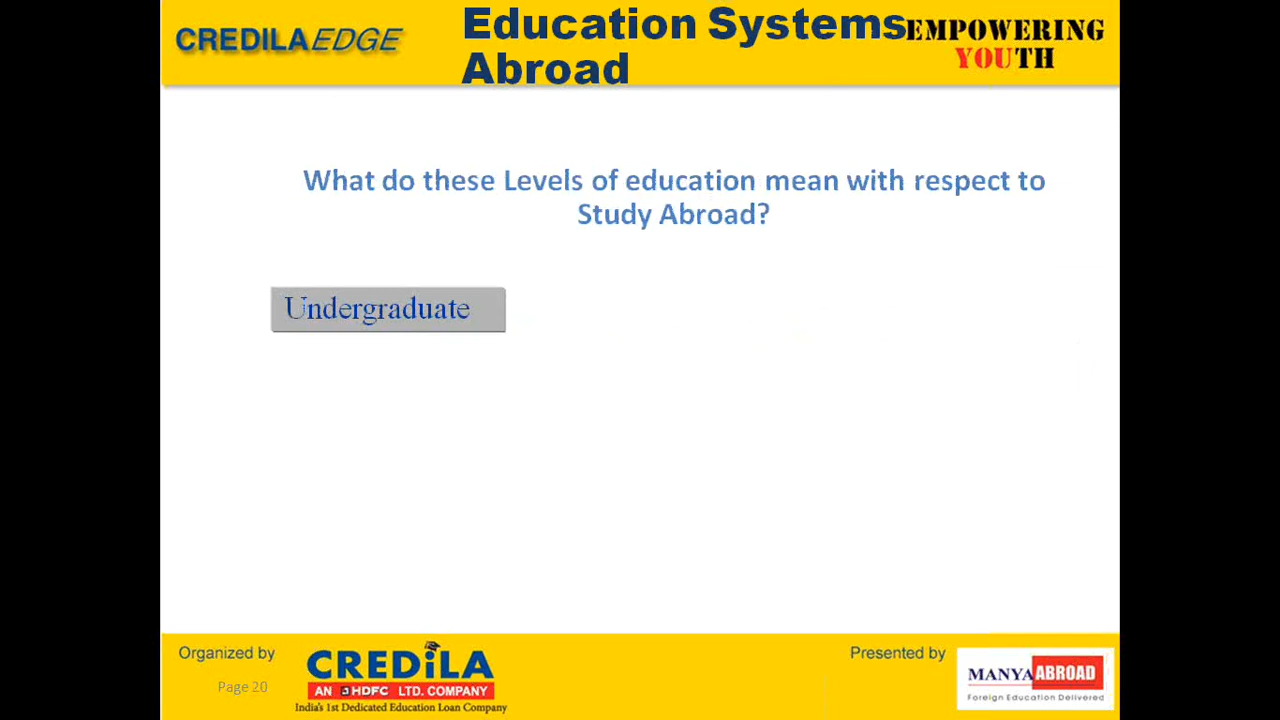 CREDILAEDGE
Education Systems
Abroad
EMPOWERING
YOUTH
What do these Levels of education mean with respect to
Study Abroad?
Undergraduate
Organized by
Page 20
CREDiLA
AN HDFC LTD. COMPANY
India's 1st Dedicated Education Loan Company
Presented by
MANYAABROAD
Foreign Education Delivered